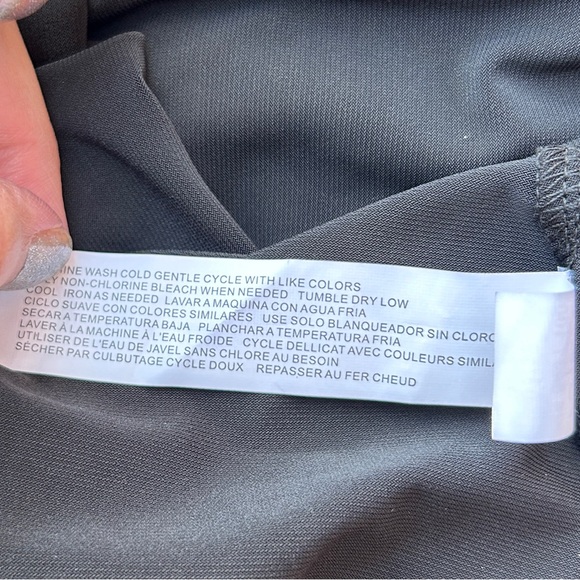 WASH COLD GENTLE CYCLE WITH LIKE COLORS
NON-CHLORINE BLEACH WHEN NEEDED TUMBLE DRY LOW
COOL IRON AS NEEDED LAVAR A MAQUINA CON AGUA FRIA
CICLO SUAVE CON COLORES SIMILARES USE SOLO BLANQUEADOR SIN
SECAR A TEMPERATURA BAJA PLANCHAR A TEMPERATURA FRIA
LAVER À LA MACHINE À L'EAU FROIDE CYCLE DELLICAT AVEC COULEURS
UTILISER DE L'EAU DE JAVEL SANS CHLORE AU BESOIN
SÉCHER PAR CULBUTAGE CYCLE DOUX REPASSER AU FER CHEUD